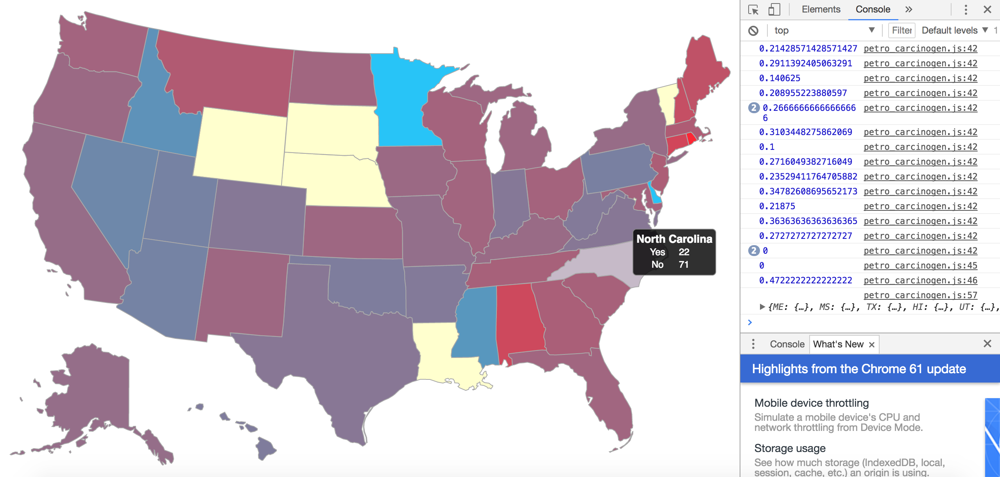 Elements Console »
top ▼ Filter Default levels ▼ 1
0.21428571428571427 petro_carcinogen.js:42
0.2911392405063291 petro_carcinogen.js:42
0.140625 petro_carcinogen.js:42
0.208955223880597 petro_carcinogen.js:42
2 0.2666666666666666 petro_carcinogen.js:42
6
0.3103448275862069 petro_carcinogen.js:42
0.1 petro_carcinogen.js:42
0.2716049382716049 petro_carcinogen.js:42
0.23529411764705882 petro_carcinogen.js:42
0.34782608695652173 petro_carcinogen.js:42
0.21875 petro_carcinogen.js:42
0.36363636363636365 petro_carcinogen.js:42
0.2727272727272727 petro_carcinogen.js:42
2 0 petro_carcinogen.js:42
0 petro_carcinogen.js:45
0.4722222222222222 petro_carcinogen.js:46
petro_carcinogen.js:57
▶ {ME: {…}, MS: {…}, TX: {…}, HI: {…}, UT: {…},
North Carolina
Yes 22
No 71
Console What's New ×
Highlights from the Chrome 61 update
Mobile device throttling
Simulate a mobile device's CPU and
network throttling from Device Mode.
Storage usage
See how much storage (IndexedDB, local,
session, cache, etc.) an origin is using.